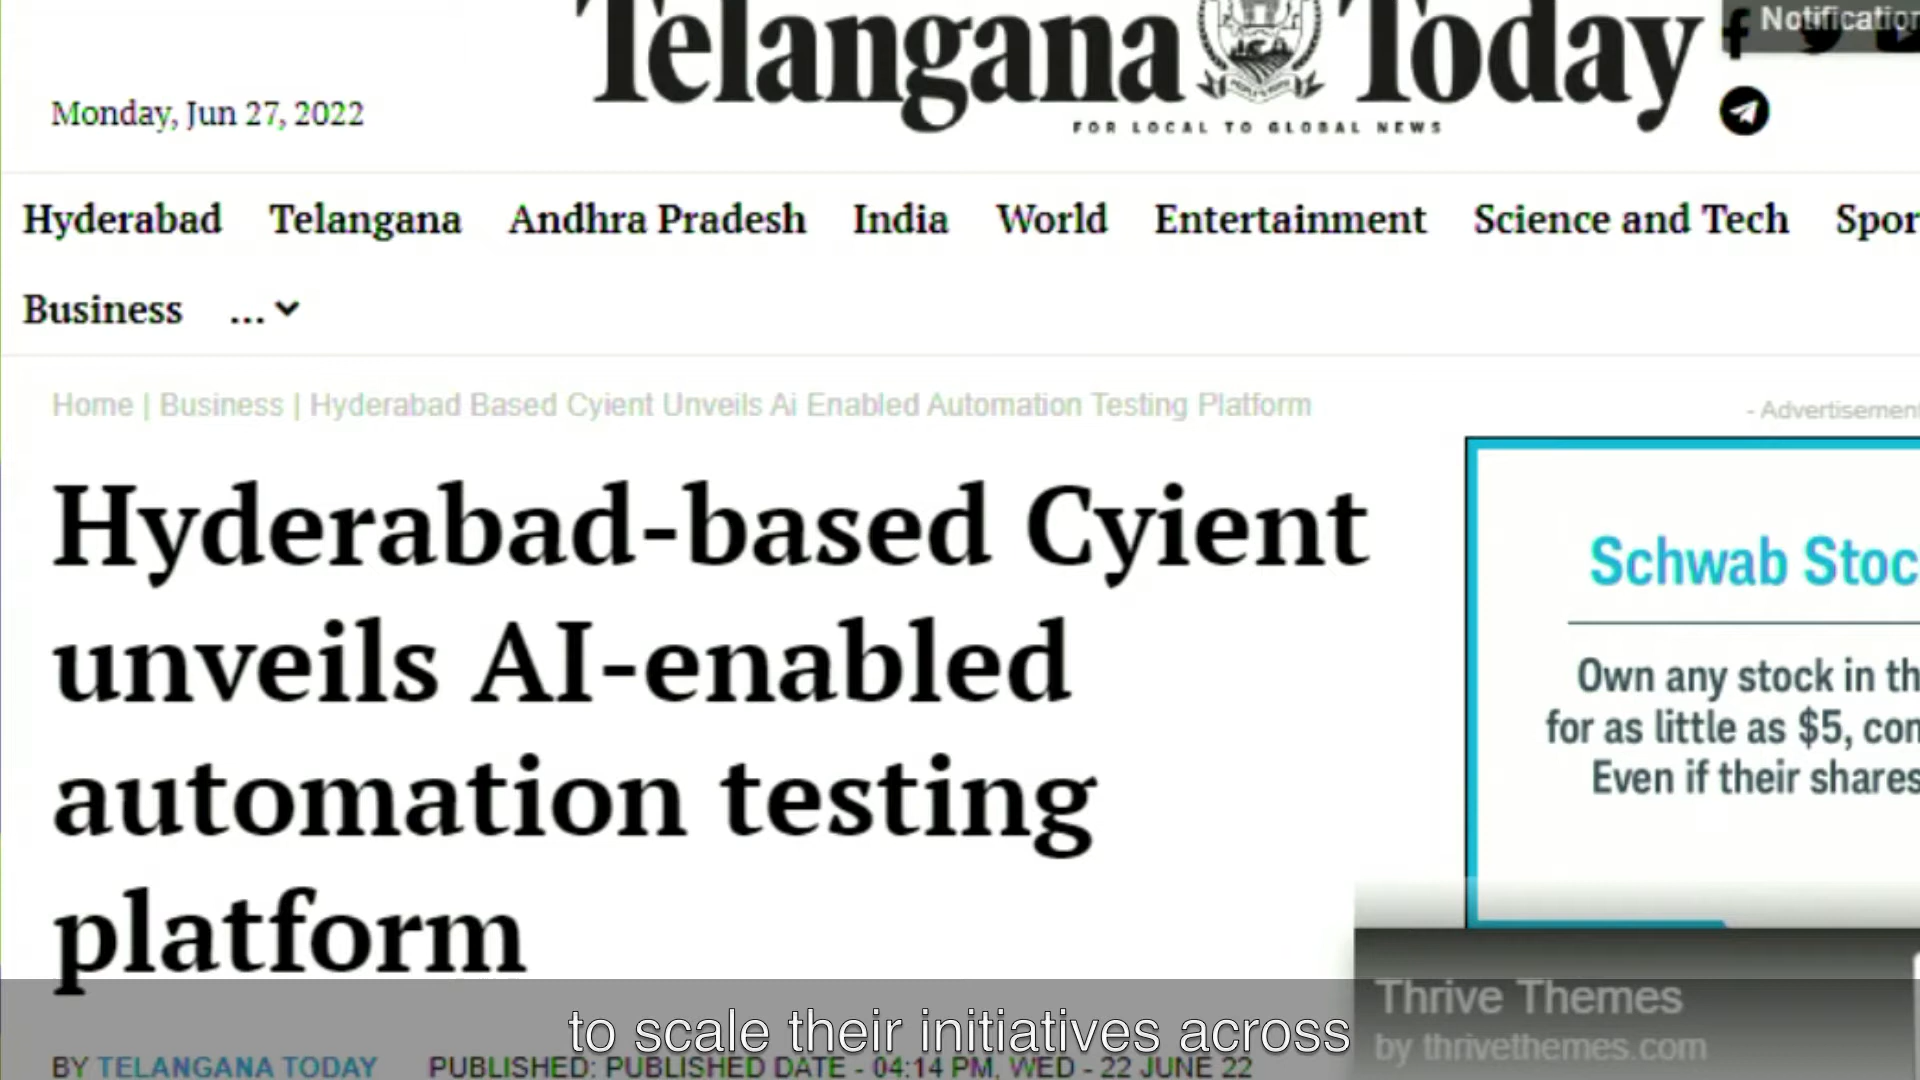 Telangana Today
Notification
FOR LOCAL TO GLOBAL NEWS
Monday, Jun 27, 2022
Hyderabad Telangana Andhra Pradesh India World Entertainment Science and Tech Spor
Business ...
Home | Business | Hyderabad Based Cyient Unveils Ai Enabled Automation Testing Platform
- Advertisement
Hyderabad-based Cyient
unveils AI-enabled
automation testing
platform
Schwab Stoc
Own any stock in th
for as little as $5, con
Even if their shares
Thrive Themes
by thrivethemes.com
to scale their initiatives across
BY TELANGANA TODAY PUBLISHED: PUBLISHED DATE - 04:14 PM, WED - 22 JUNE 22